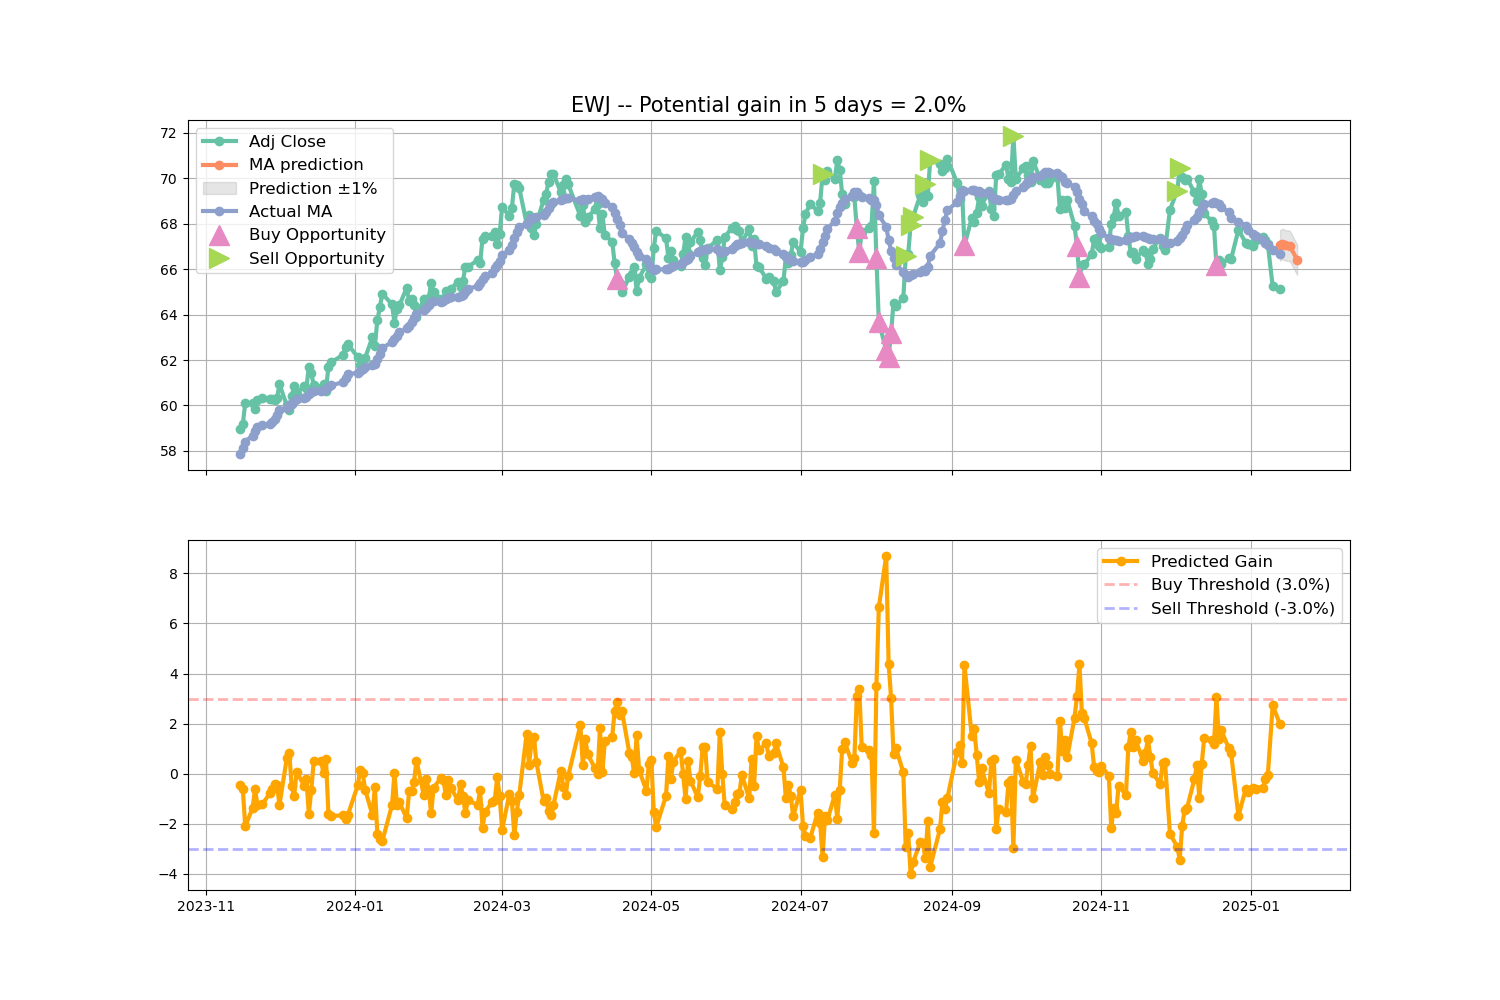 EWJ -- Potential gain in 5 days = 2.0%
72
70
68
66
64
62
60
58
Adj Close
MA prediction
Prediction ±1%
Actual MA
Buy Opportunity
Sell Opportunity
8
6
4
2
0
−2
−4
Predicted Gain
Buy Threshold (3.0%)
Sell Threshold (-3.0%)
2023-11 2024-01 2024-03 2024-05 2024-07 2024-09 2024-11 2025-01